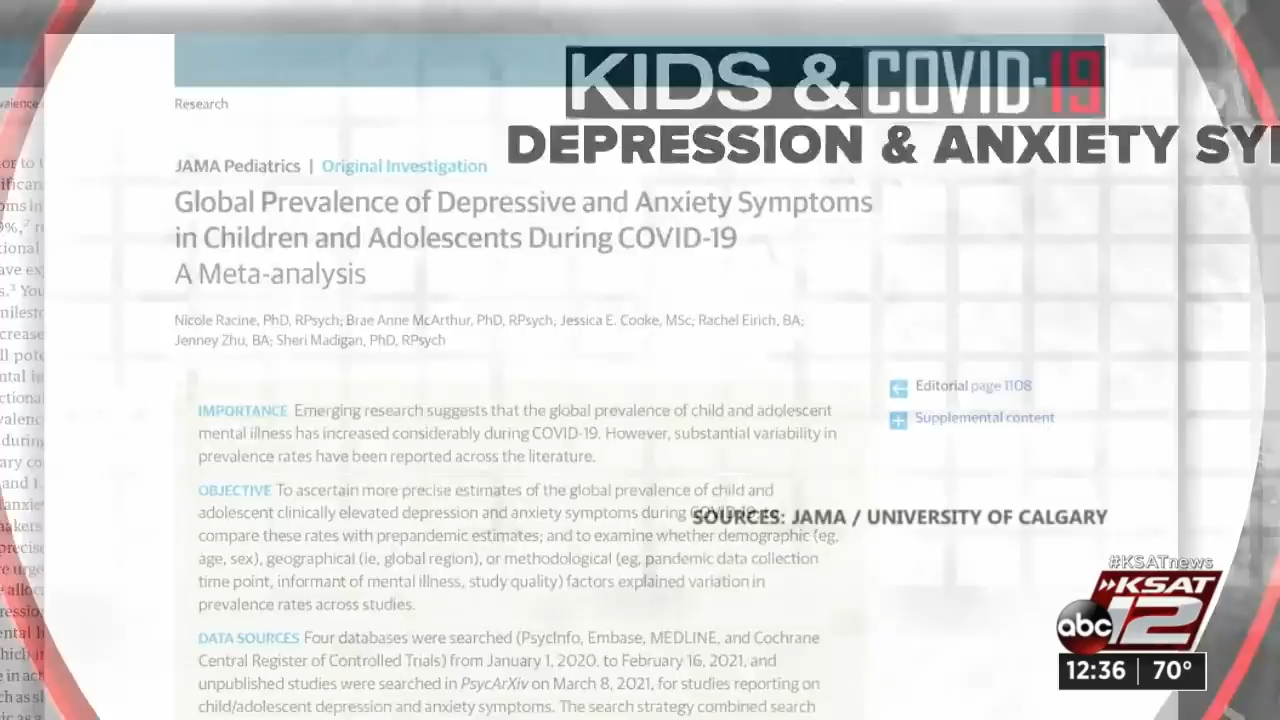 KIDS & COVID-19
DEPRESSION & ANXIETY SY
Research
JAMA Pediatrics | Original Investigation
Global Prevalence of Depressive and Anxiety Symptoms
in Children and Adolescents During COVID-19
A Meta-analysis
Nicole Racine, PhD, RPsych; Brae Anne McArthur, PhD, RPsych; Jessica E. Cooke, MSc; Rachel Eirich, BA;
Jenney Zhu, BA; Sheri Madigan, PhD, RPsych
Editorial page 1108
Supplemental content
IMPORTANCE Emerging research suggests that the global prevalence of child and adolescent
mental illness has increased considerably during COVID-19. However, substantial variability in
prevalence rates have been reported across the literature.
OBJECTIVE To ascertain more precise estimates of the global prevalence of child and
adolescent clinically elevated depression and anxiety symptoms during
compare these rates with prepandemic estimates; and to examine whether demographic (eg,
age, sex), geographical (ie, global region), or methodological (eg, pandemic data collection
time point, informant of mental illness, study quality) factors explained variation in
prevalence rates across studies.
DATA SOURCES Four databases were searched (PsycInfo, Embase, MEDLINE, and Cochrane
Central Register of Controlled Trials) from January 1, 2020, to February 16, 2021, and
unpublished studies were searched in PsycArXiv on March 8, 2021, for studies reporting on
child/adolescent depression and anxiety symptoms. The search strategy combined search
SOURCES: JAMA / UNIVERSITY OF CALGARY
#KSATnews
KSAT
abc 12
12:36 | 70°